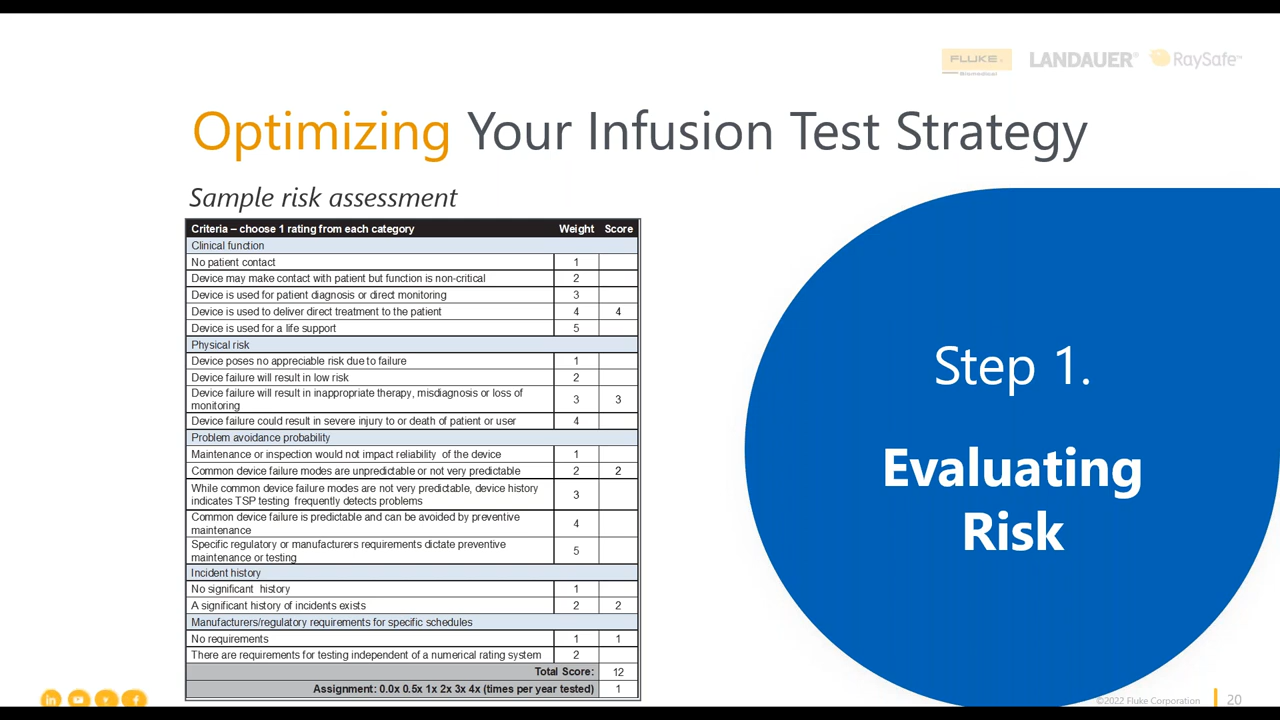 FLUKE
Biomedical
LANDAUER®
RaySafe™
Optimizing Your Infusion Test Strategy
Sample risk assessment
Criteria – choose 1 rating from each category Weight Score
Clinical function
No patient contact 1
Device may make contact with patient but function is non-critical 2
Device is used for patient diagnosis or direct monitoring 3
Device is used to deliver direct treatment to the patient 4 4
Device is used for a life support 5
Physical risk
Device poses no appreciable risk due to failure 1
Device failure will result in low risk 2
Device failure will result in inappropriate therapy, misdiagnosis or loss of
monitoring 3 3
Device failure could result in severe injury to or death of patient or user 4
Problem avoidance probability
Maintenance or inspection would not impact reliability of the device 1
Common device failure modes are unpredictable or not very predictable 2 2
While common device failure modes are not very predictable, device history
indicates TSP testing frequently detects problems 3
Common device failure is predictable and can be avoided by preventive
maintenance 4
Specific regulatory or manufacturers requirements dictate preventive
maintenance or testing 5
Incident history
No significant history 1
A significant history of incidents exists 2 2
Manufacturers/regulatory requirements for specific schedules
No requirements 1 1
There are requirements for testing independent of a numerical rating system 2
Total Score: 12
Assignment: 0.0x 0.5x 1x 2x 3x 4x (times per year tested) 1
Step 1.
Evaluating
Risk
©2022 Fluke Corporation
20